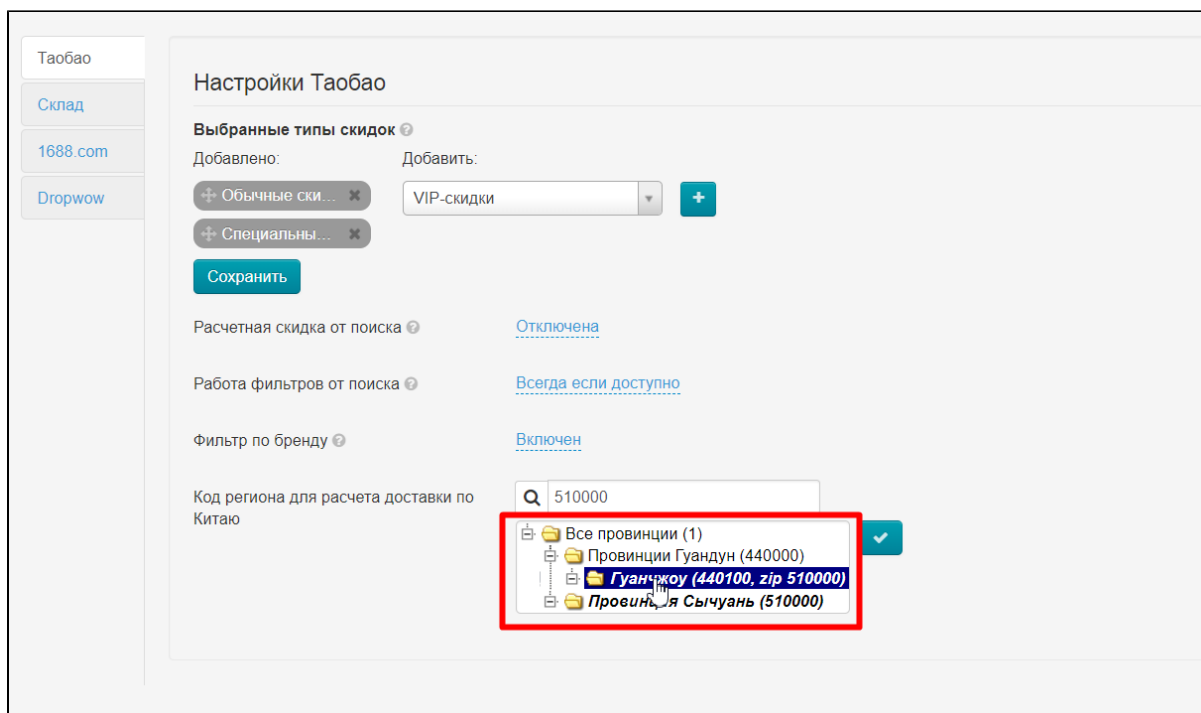 Таобао
Склад
1688.com
Dropwow
Настройки Таобао
Выбранные типы скидок
Добавлено: Добавить:
Обычные ски... VIP-скидки
Специальны...
Сохранить
Расчетная скидка от поиска Отключена
Работа фильтров от поиска Всегда если доступно
Фильтр по бренду Включен
Код региона для расчета доставки по Китаю 510000
Все провинции (1)
Провинции Гуандун (440000)
Гуанчжоу (440100, zip 510000)
Провинция Сычуань (510000)